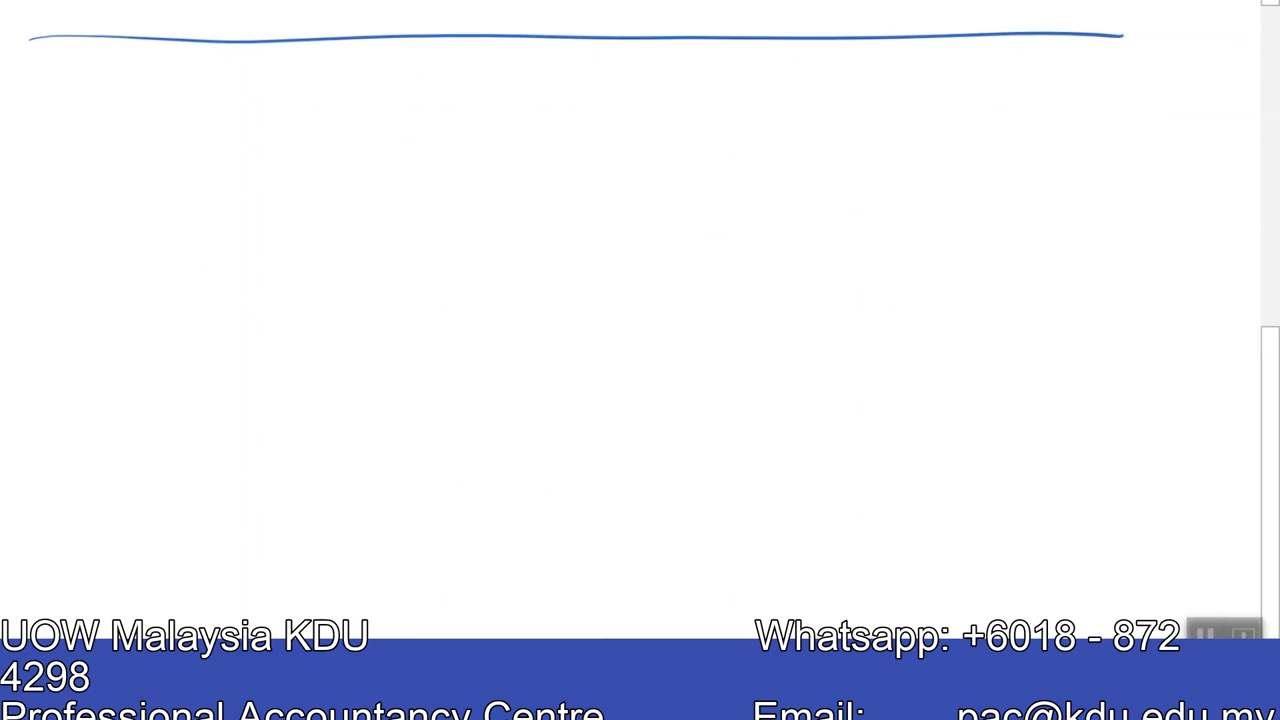 UOW Malaysia KDU Whatsapp: +6018 - 872
4298
Professional Accountancy Centre Email: pac@kdu.edu.my